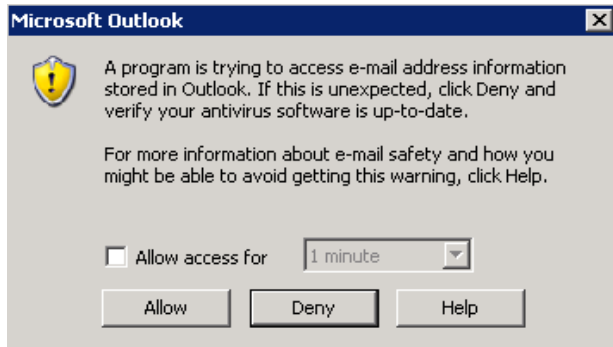 Microsoft Outlook
A program is trying to access e-mail address information
stored in Outlook. If this is unexpected, click Deny and
verify your antivirus software is up-to-date.
For more information about e-mail safety and how you
might be able to avoid getting this warning, click Help.
Allow access for 1 minute
Allow Deny Help